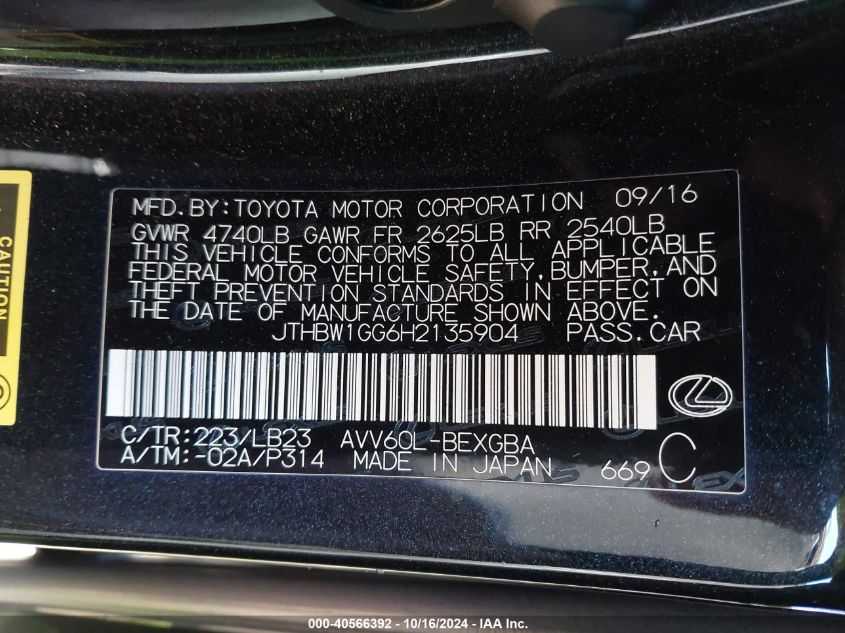 MFD.BY:TOYOTA MOTOR CORPORATION 09/16
GVWR 4740LB GAWR FR 2625LB RR 2540LB
THIS VEHICLE CONFORMS TO ALL APPLICABLE
FEDERAL MOTOR VEHICLE SAFETY,BUMPER,AND
THEFT PREVENTION STANDARDS IN EFFECT ON
THE DATE OF MANUFACTURE SHOWN ABOVE.
JTHBW1GG6H2135904 PASS.CAR
C/TR:223/LB23 AVV60L-BEXGBA
A/TM:-02A/P314 MADE IN JAPAN 669 C
CAUTION
000-40566392 - 10/16/2024 - IAA Inc.